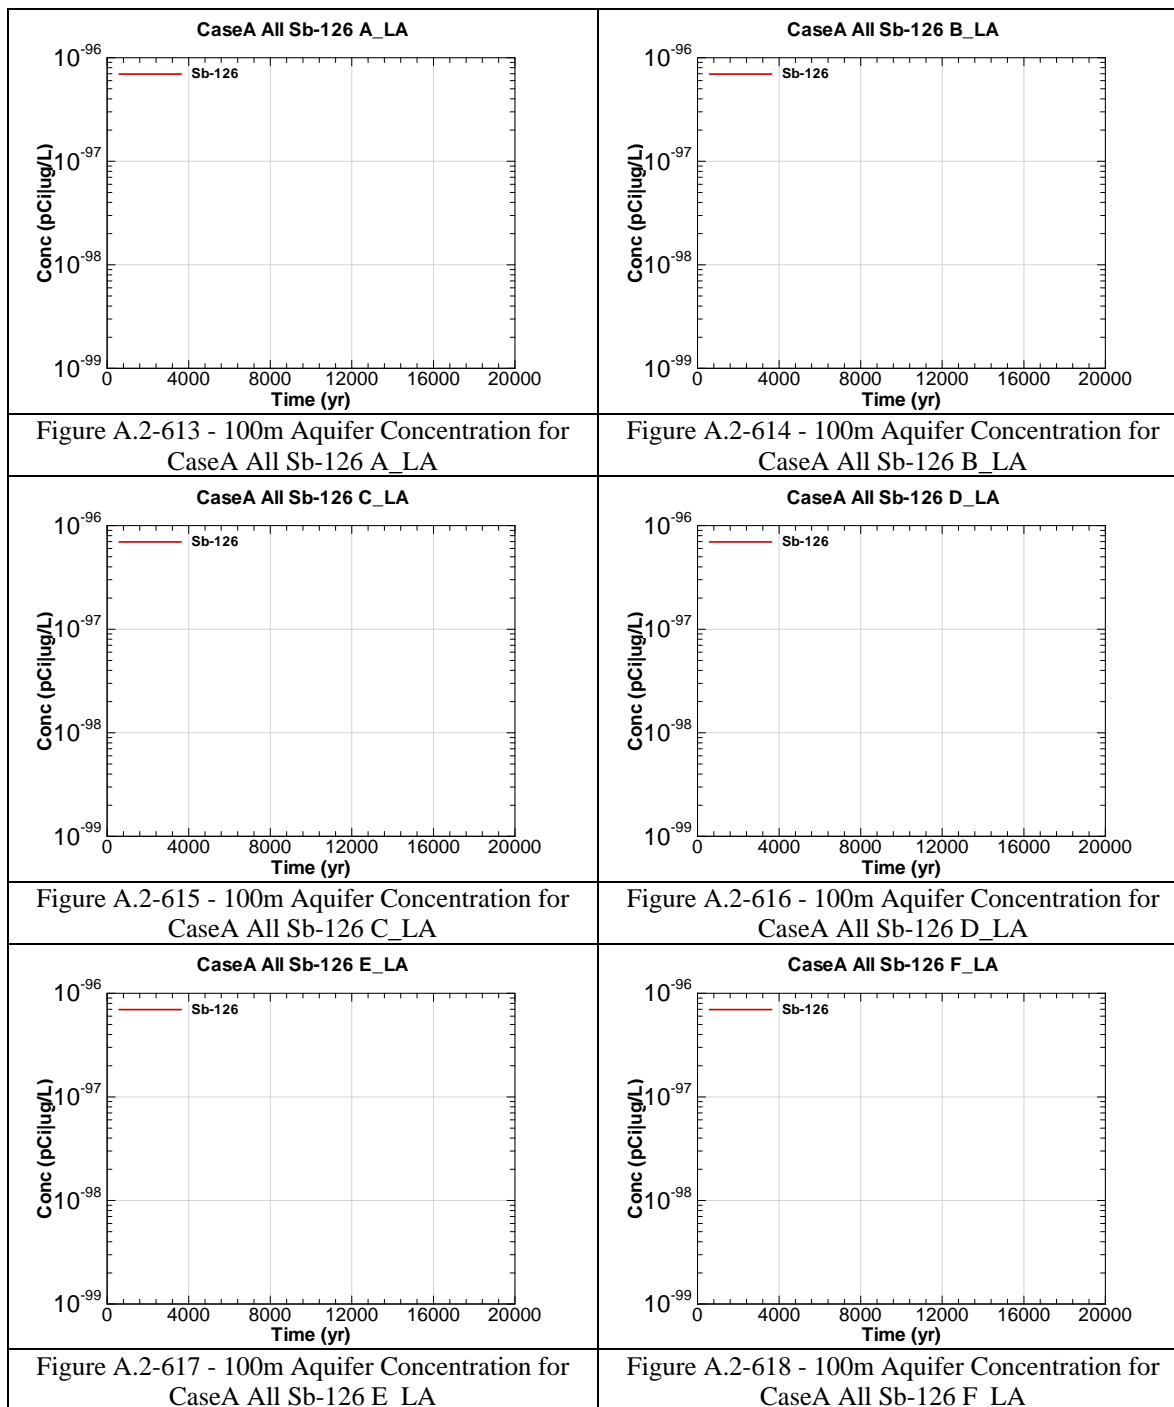 CaseA All Sb-126 A_LA
Sb-126
10-96
10-97
10-98
10-99
Conc (pCi|ug/L)
0 4000 8000 12000 16000 20000
Time (yr)
Figure A.2-613 - 100m Aquifer Concentration for
CaseA All Sb-126 A_LA
CaseA All Sb-126 B_LA
Sb-126
10-96
10-97
10-98
10-99
Conc (pCi|ug/L)
0 4000 8000 12000 16000 20000
Time (yr)
Figure A.2-614 - 100m Aquifer Concentration for
CaseA All Sb-126 B_LA
CaseA All Sb-126 C_LA
Sb-126
10-96
10-97
10-98
10-99
Conc (pCi|ug/L)
0 4000 8000 12000 16000 20000
Time (yr)
Figure A.2-615 - 100m Aquifer Concentration for
CaseA All Sb-126 C_LA
CaseA All Sb-126 D_LA
Sb-126
10-96
10-97
10-98
10-99
Conc (pCi|ug/L)
0 4000 8000 12000 16000 20000
Time (yr)
Figure A.2-616 - 100m Aquifer Concentration for
CaseA All Sb-126 D_LA
CaseA All Sb-126 E_LA
Sb-126
10-96
10-97
10-98
10-99
Conc (pCi|ug/L)
0 4000 8000 12000 16000 20000
Time (yr)
Figure A.2-617 - 100m Aquifer Concentration for
CaseA All Sb-126 E_LA
CaseA All Sb-126 F_LA
Sb-126
10-96
10-97
10-98
10-99
Conc (pCi|ug/L)
0 4000 8000 12000 16000 20000
Time (yr)
Figure A.2-618 - 100m Aquifer Concentration for
CaseA All Sb-126 F_LA